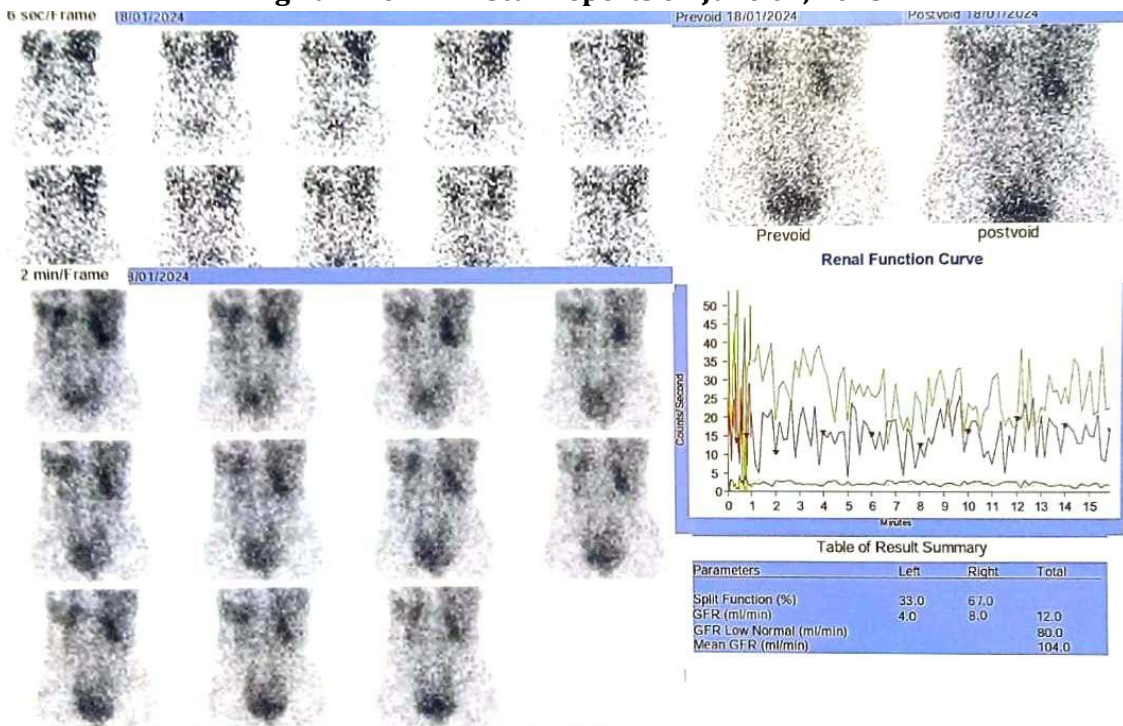 6 sec/Frame 8/01/2024
Prevoid 18/01/2024
Postvoid 18/01/2024
Prevoid
postvoid
2 min/Frame 8/01/2024
Renal Function Curve
Counts/Second
50
45
40
35
30
25
20
15
10
5
0
0 1 2 3 4 5 6 7 8 9 10 11 12 13 14 15
Minutes
Table of Result Summary
Parameters Left Right Total
Split Function (%) 33.0 67.0
GFR (ml/min) 4.0 8.0 12.0
GFR Low Normal (ml/min) 80.0
Mean GFR (ml/min) 104.0